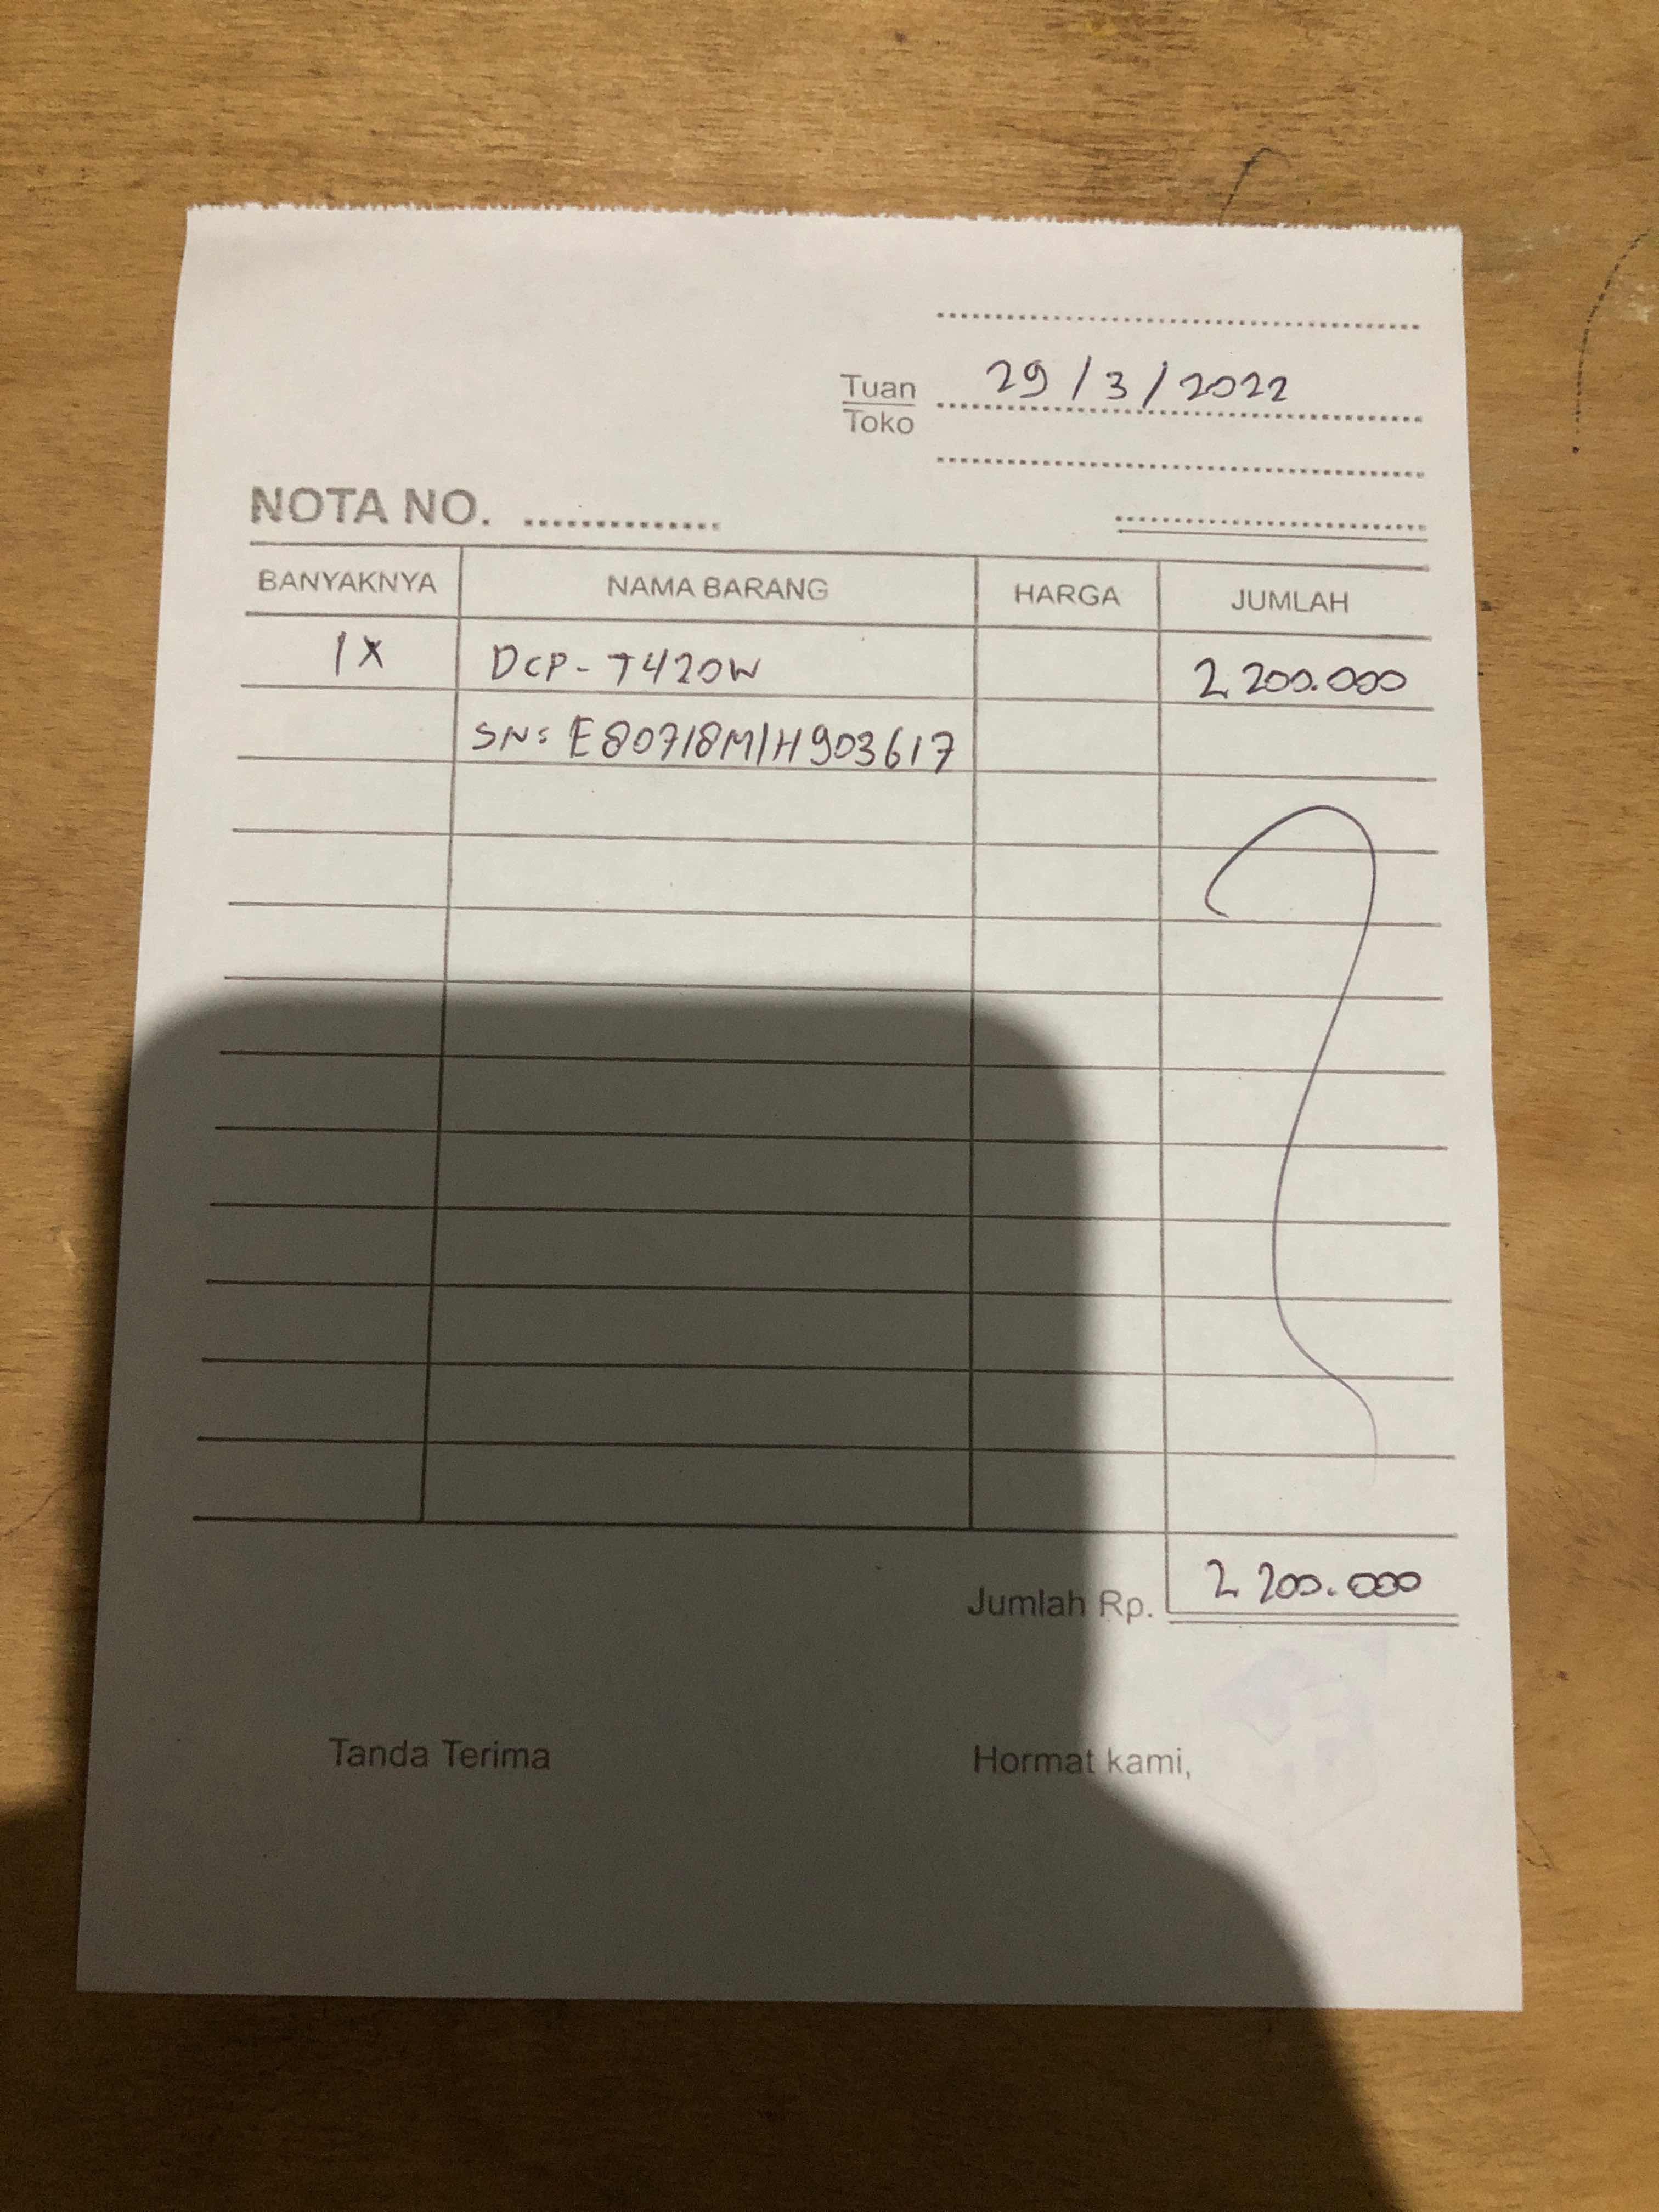 29/3/2022
Tuan
Toko
NOTA NO.
BANYAKNYA NAMA BARANG HARGA JUMLAH
1X DCP-T420W 2 200.000
SN: E80718M1H903617
Jumlah Rp. 2 200.000
Tanda Terima Hormat kami,